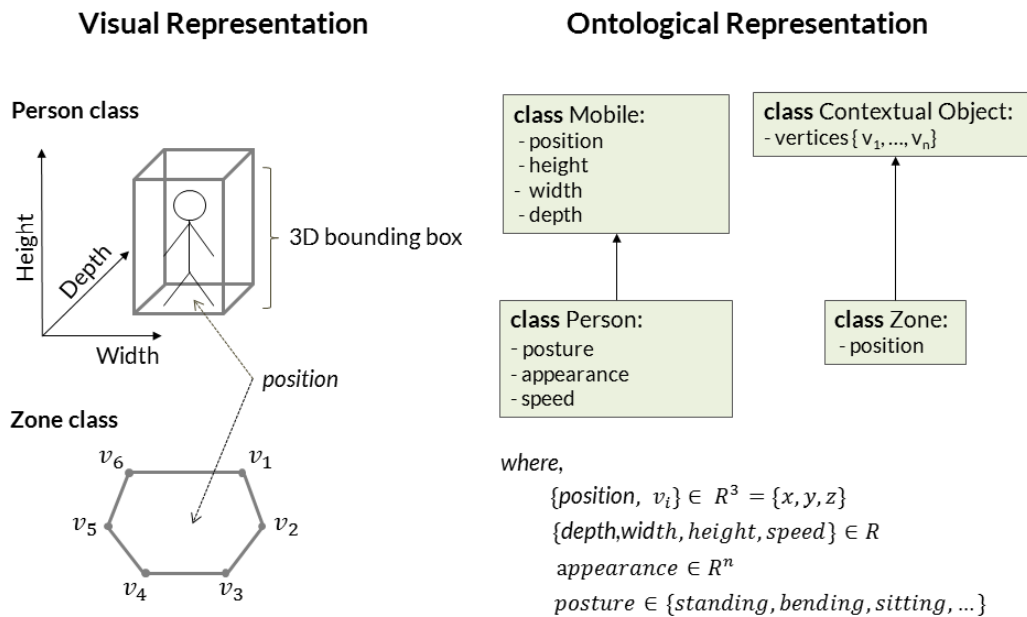 Visual Representation
Person class
Height
Depth
Width
3D bounding box
position
Zone class
v₆
v₁
v₅
v₂
v₄
v₃
Ontological Representation
class Mobile:
- position
- height
- width
- depth
class Contextual Object:
- vertices { v₁, ..., vₙ}
class Person:
- posture
- appearance
- speed
class Zone:
- position
where,
{position, vᵢ} ∈ R³ = {x, y, z}
{depth,width, height, speed} ∈ R
appearance ∈ Rⁿ
posture ∈ {standing, bending, sitting, ...}